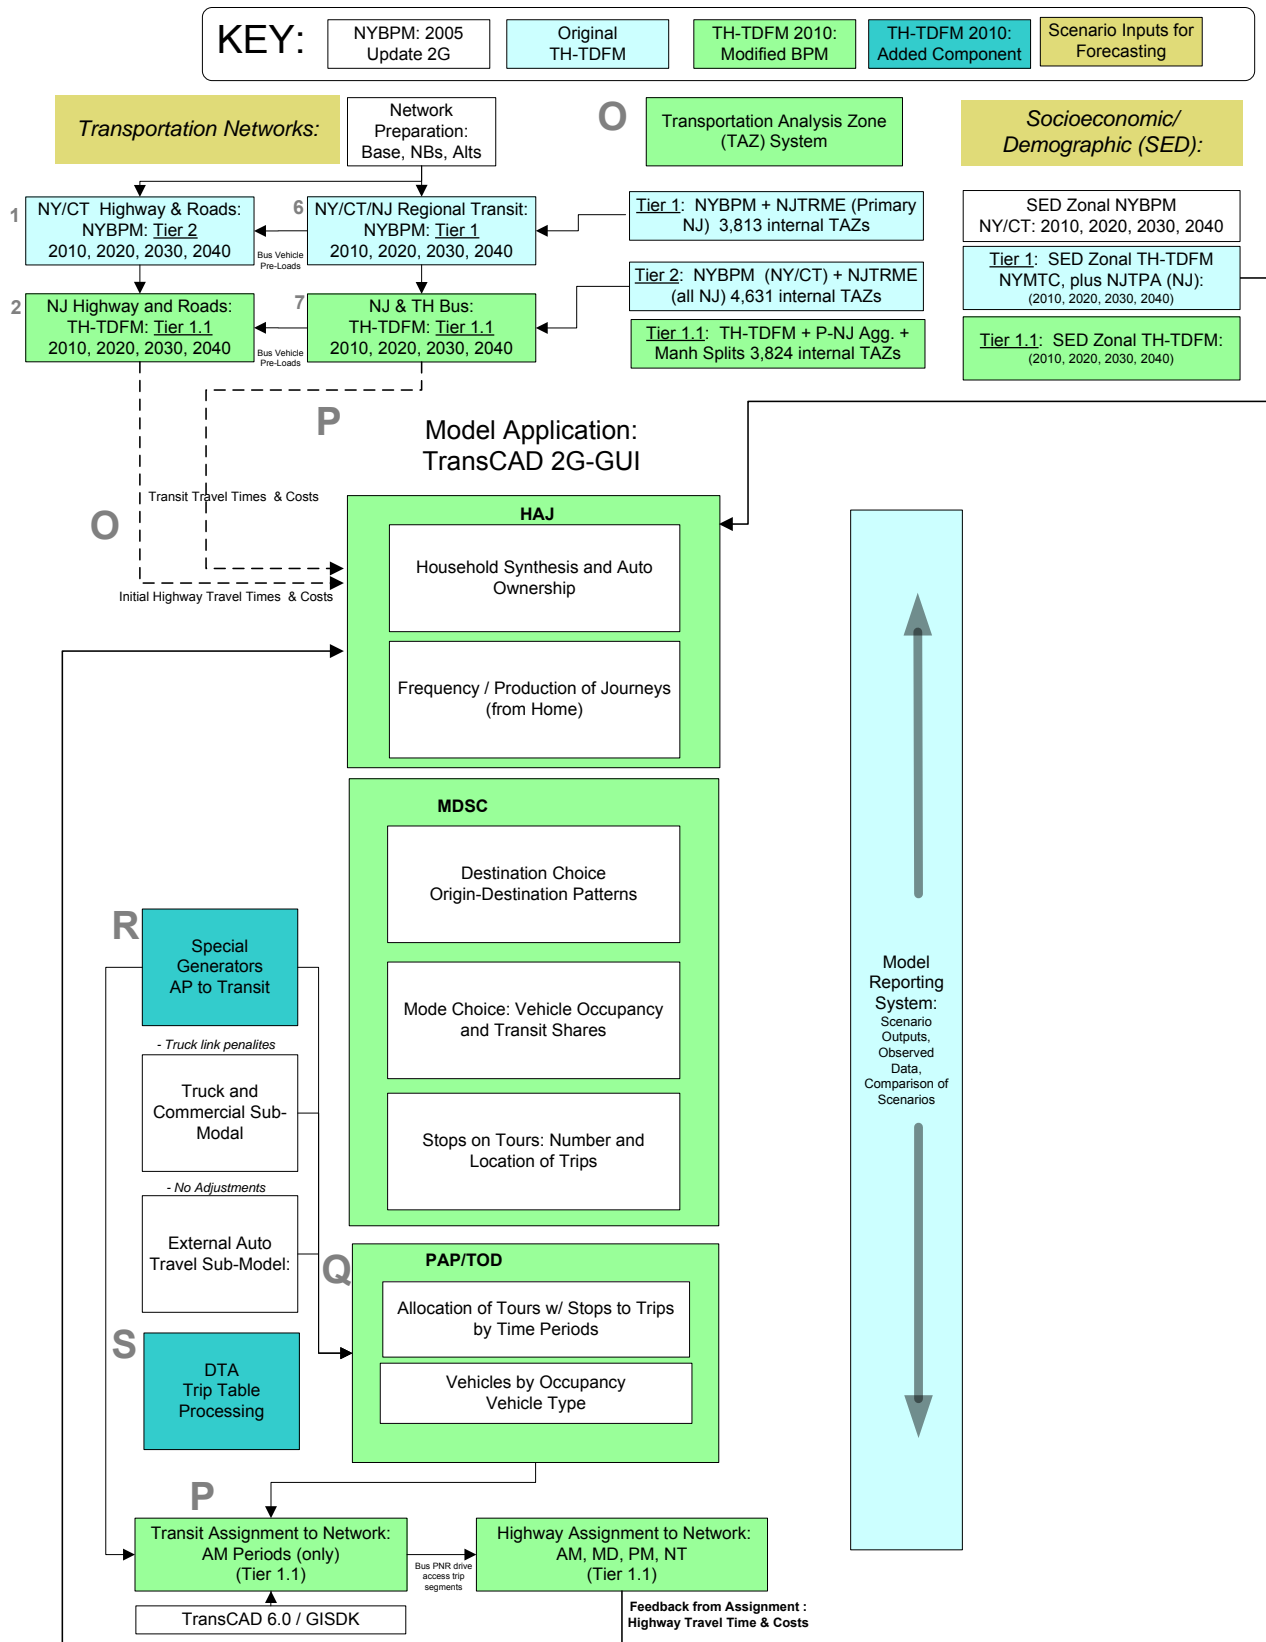 KEY:
NYBPM: 2005
Update 2G
Original
TH-TDFM
TH-TDFM 2010:
Modified BPM
TH-TDFM 2010:
Added Component
Scenario Inputs for
Forecasting
Transportation Networks:
Network
Preparation:
Base, NBs, Alts
O
Transportation Analysis Zone
(TAZ) System
Socioeconomic/
Demographic (SED):
1
NY/CT Highway & Roads:
NYBPM: Tier 2
2010, 2020, 2030, 2040
6
NY/CT/NJ Regional Transit:
NYBPM: Tier 1
2010, 2020, 2030, 2040
Bus Vehicle
Pre-Loads
Tier 1: NYBPM + NJTRME (Primary
NJ) 3,813 internal TAZs
SED Zonal NYBPM
NY/CT: 2010, 2020, 2030, 2040
Tier 1: SED Zonal TH-TDFM
NYMTC, plus NJTPA (NJ):
(2010, 2020, 2030, 2040)
2
NJ Highway and Roads:
TH-TDFM: Tier 1.1
2010, 2020, 2030, 2040
7
NJ & TH Bus:
TH-TDFM: Tier 1.1
2010, 2020, 2030, 2040
Bus Vehicle
Pre-Loads
Tier 2: NYBPM (NY/CT) + NJTRME
(all NJ) 4,631 internal TAZs
Tier 1.1: TH-TDFM + P-NJ Agg. +
Manh Splits 3,824 internal TAZs
Tier 1.1: SED Zonal TH-TDFM:
(2010, 2020, 2030, 2040)
P
Model Application:
TransCAD 2G-GUI
Transit Travel Times & Costs
O
Initial Highway Travel Times & Costs
HAJ
Household Synthesis and Auto
Ownership
Frequency / Production of Journeys
(from Home)
MDSC
Destination Choice
Origin-Destination Patterns
Mode Choice: Vehicle Occupancy
and Transit Shares
Stops on Tours: Number and
Location of Trips
R
Special
Generators
AP to Transit
- Truck link penalites
Truck and
Commercial Sub-
Modal
- No Adjustments
External Auto
Travel Sub-Model:
Model
Reporting
System:
Scenario
Outputs,
Observed
Data,
Comparison of
Scenarios
Q
PAP/TOD
Allocation of Tours w/ Stops to Trips
by Time Periods
Vehicles by Occupancy
Vehicle Type
S
DTA
Trip Table
Processing
P
Transit Assignment to Network:
AM Periods (only)
(Tier 1.1)
Bus PNR drive
access trip
segments
Highway Assignment to Network:
AM, MD, PM, NT
(Tier 1.1)
TransCAD 6.0 / GISDK
Feedback from Assignment :
Highway Travel Time & Costs